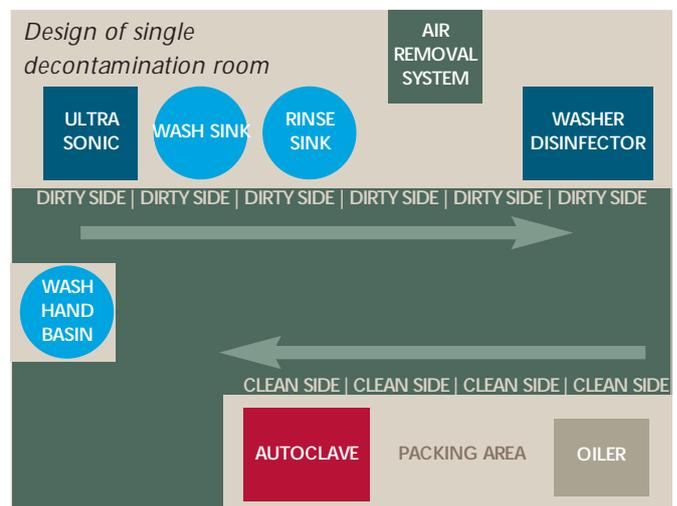 Design of single
decontamination room
AIR
REMOVAL
SYSTEM
ULTRA
SONIC
WASH SINK
RINSE
SINK
WASHER
DISINFECTOR
DIRTY SIDE | DIRTY SIDE | DIRTY SIDE | DIRTY SIDE | DIRTY SIDE | DIRTY SIDE
WASH
HAND
BASIN
CLEAN SIDE | CLEAN SIDE | CLEAN SIDE | CLEAN SIDE
AUTOCLAVE
PACKING AREA
OILER